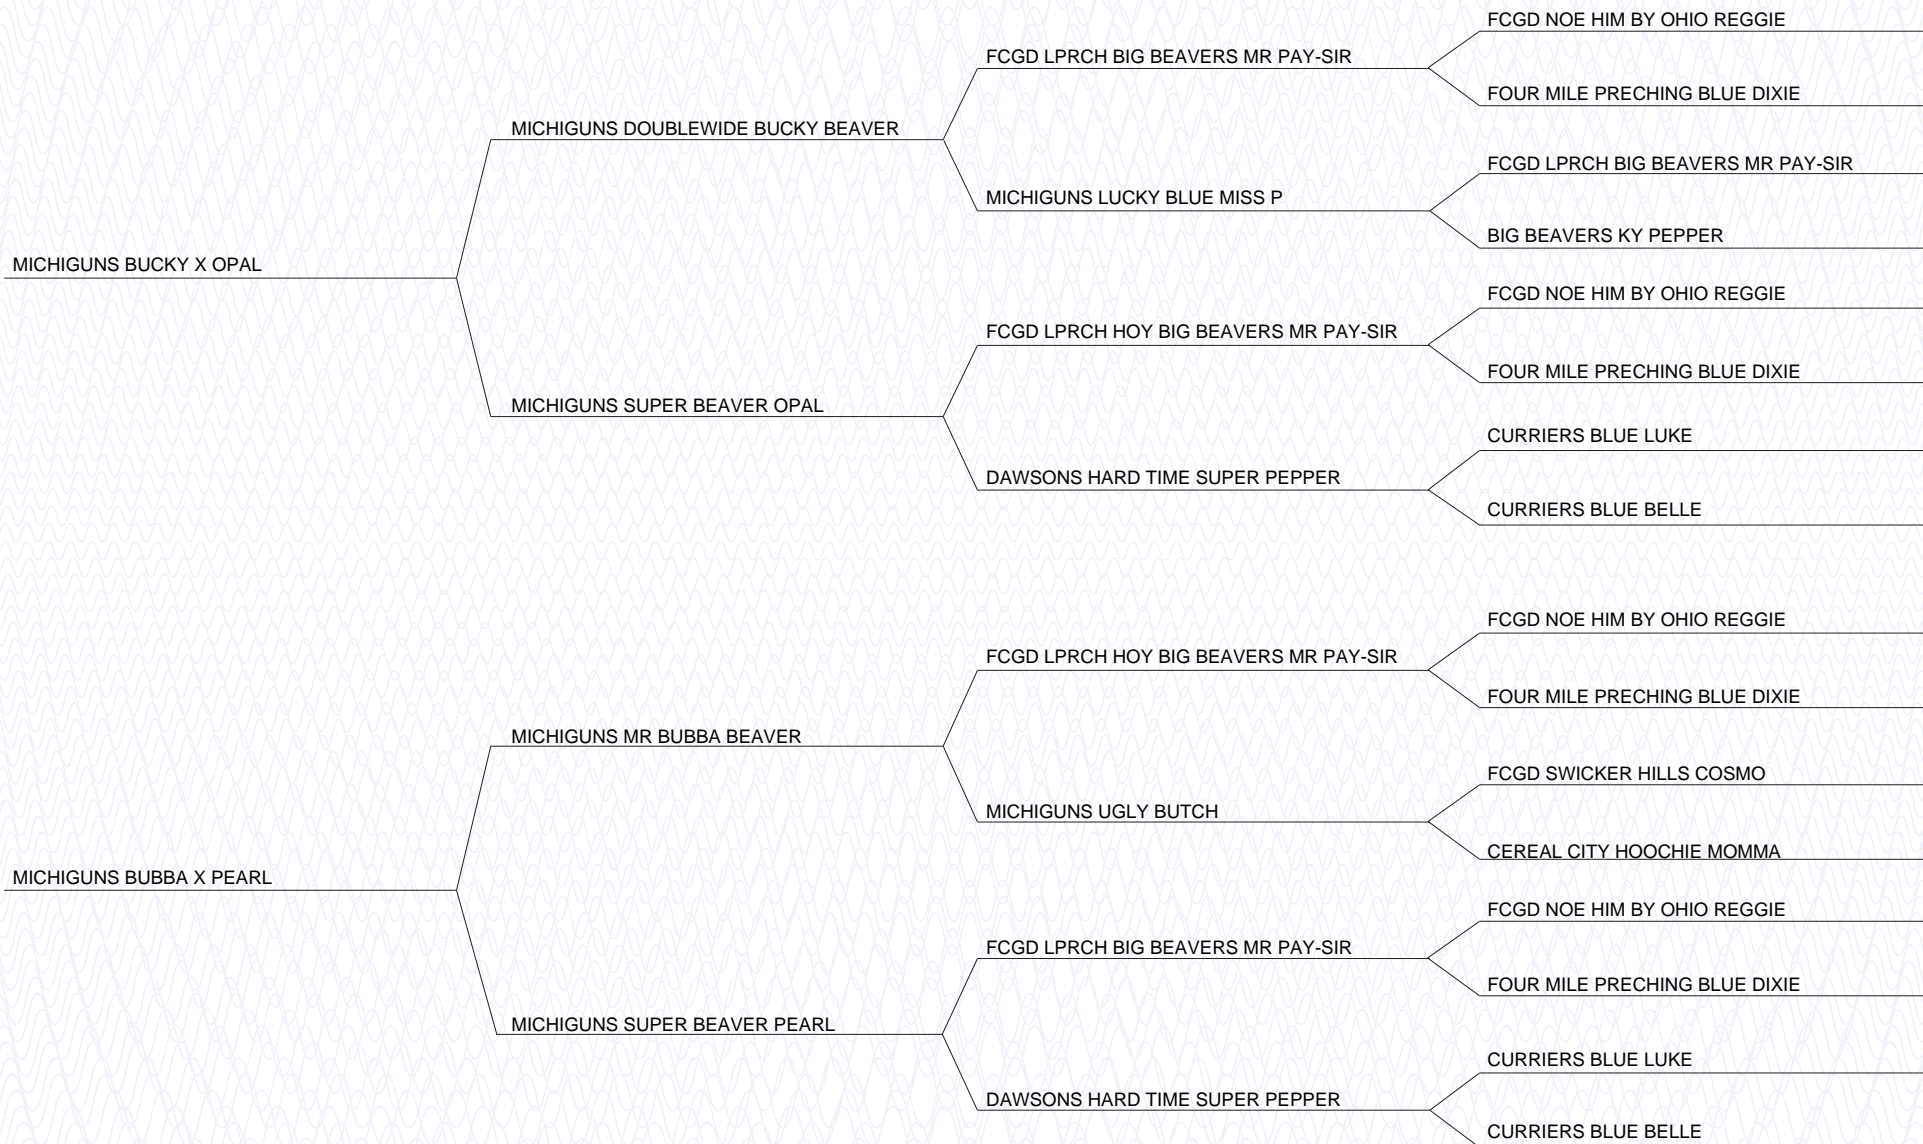 FCGD NOE HIM BY OHIO REGGIE
FCGD LPRCH BIG BEAVERS MR PAY-SIR
FOUR MILE PRECHING BLUE DIXIE
MICHIGUNS DOUBLEWIDE BUCKY BEAVER
FCGD LPRCH BIG BEAVERS MR PAY-SIR
MICHIGUNS LUCKY BLUE MISS P
BIG BEAVERS KY PEPPER
MICHIGUNS BUCKY X OPAL
FCGD NOE HIM BY OHIO REGGIE
FCGD LPRCH HOY BIG BEAVERS MR PAY-SIR
FOUR MILE PRECHING BLUE DIXIE
MICHIGUNS SUPER BEAVER OPAL
CURRIERS BLUE LUKE
DAWSONS HARD TIME SUPER PEPPER
CURRIERS BLUE BELLE
FCGD NOE HIM BY OHIO REGGIE
FCGD LPRCH HOY BIG BEAVERS MR PAY-SIR
FOUR MILE PRECHING BLUE DIXIE
MICHIGUNS MR BUBBA BEAVER
FCGD SWICKER HILLS COSMO
MICHIGUNS UGLY BUTCH
CEREAL CITY HOOCHIE MOMMA
MICHIGUNS BUBBA X PEARL
FCGD NOE HIM BY OHIO REGGIE
FCGD LPRCH BIG BEAVERS MR PAY-SIR
FOUR MILE PRECHING BLUE DIXIE
MICHIGUNS SUPER BEAVER PEARL
CURRIERS BLUE LUKE
DAWSONS HARD TIME SUPER PEPPER
CURRIERS BLUE BELLE